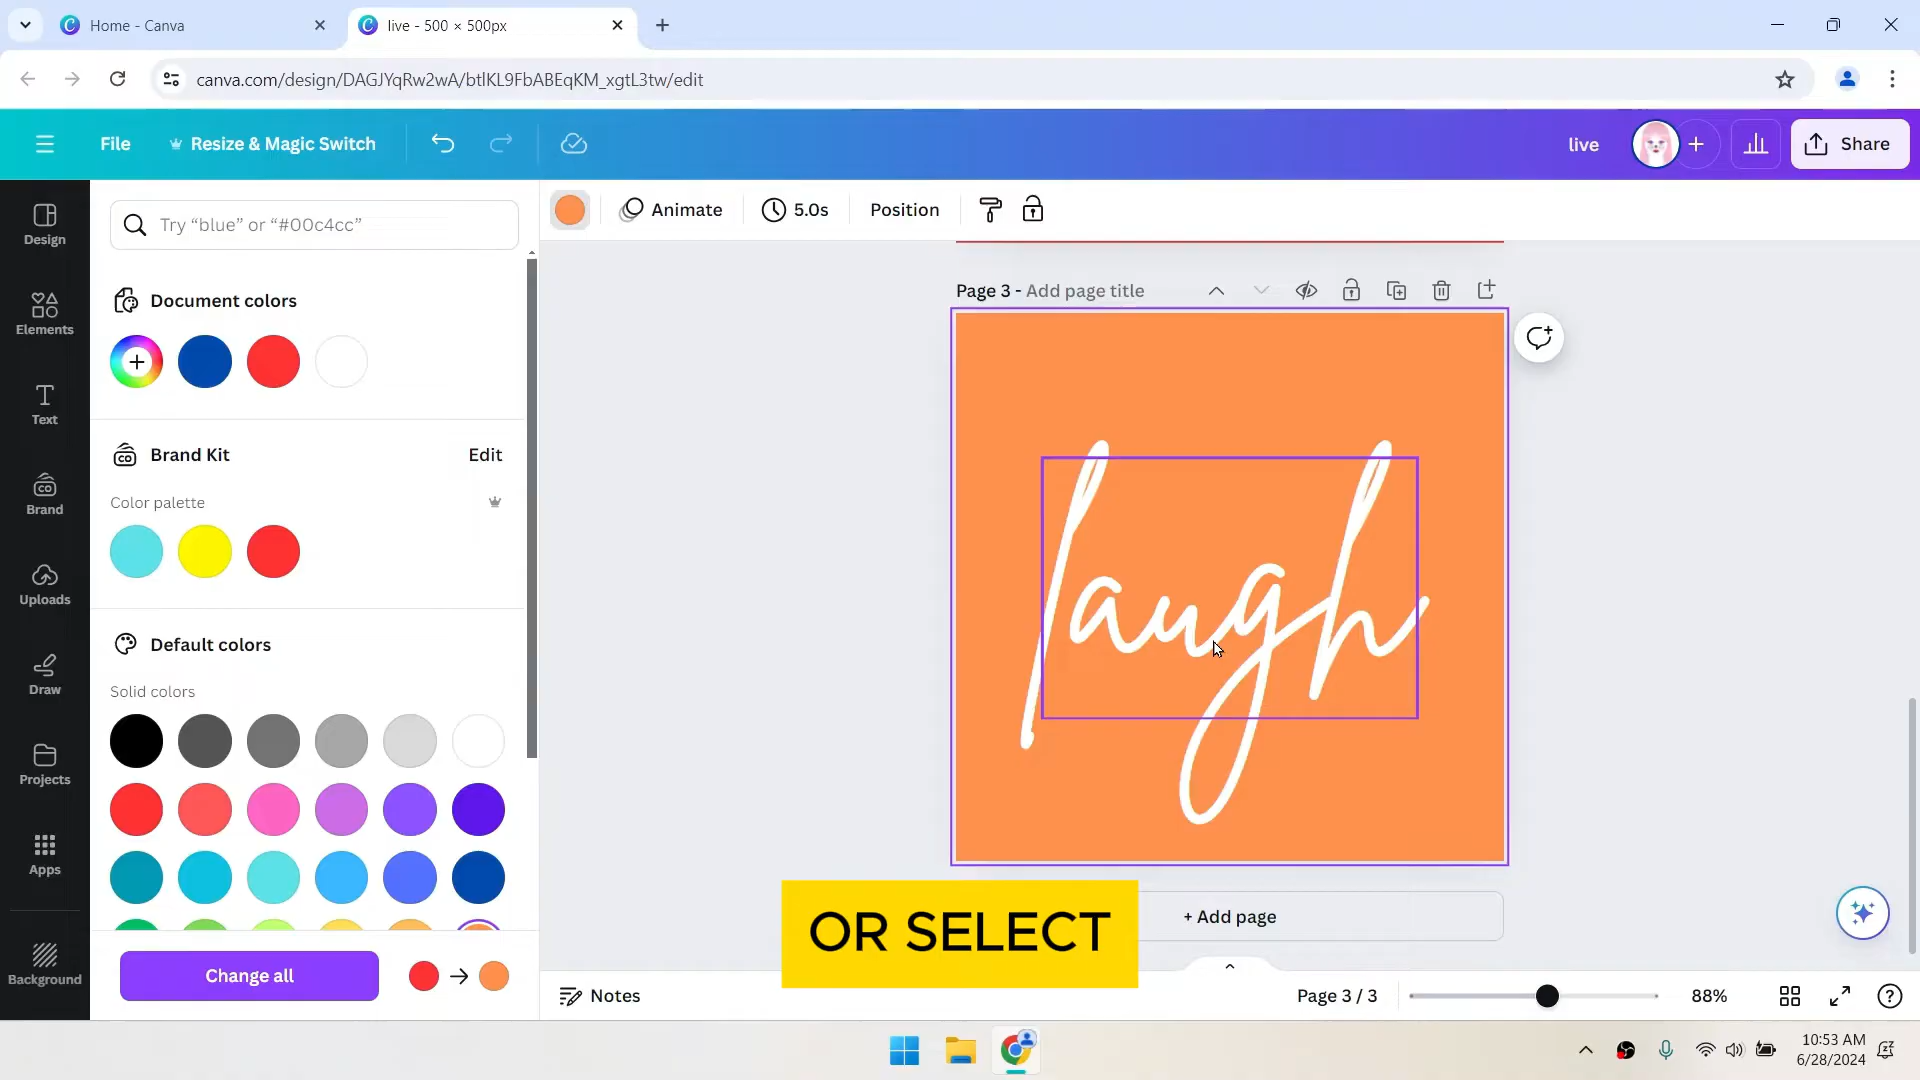 Home - Canva
live - 500 × 500px
canva.com/design/DAGJYqRw2wA/btlKL9FbABEqKM_xgtL3tw/edit
File
Resize & Magic Switch
live
Share
Design
Elements
Text
Brand
Uploads
Draw
Projects
Apps
Background
Try “blue” or “#00c4cc”
Document colors
Brand Kit
Edit
Color palette
Default colors
Solid colors
Change all
Animate
5.0s
Position
Page 3 - Add page title
laugh
+ Add page
OR SELECT
Notes
Page 3 / 3
88%
10:53 AM
6/28/2024